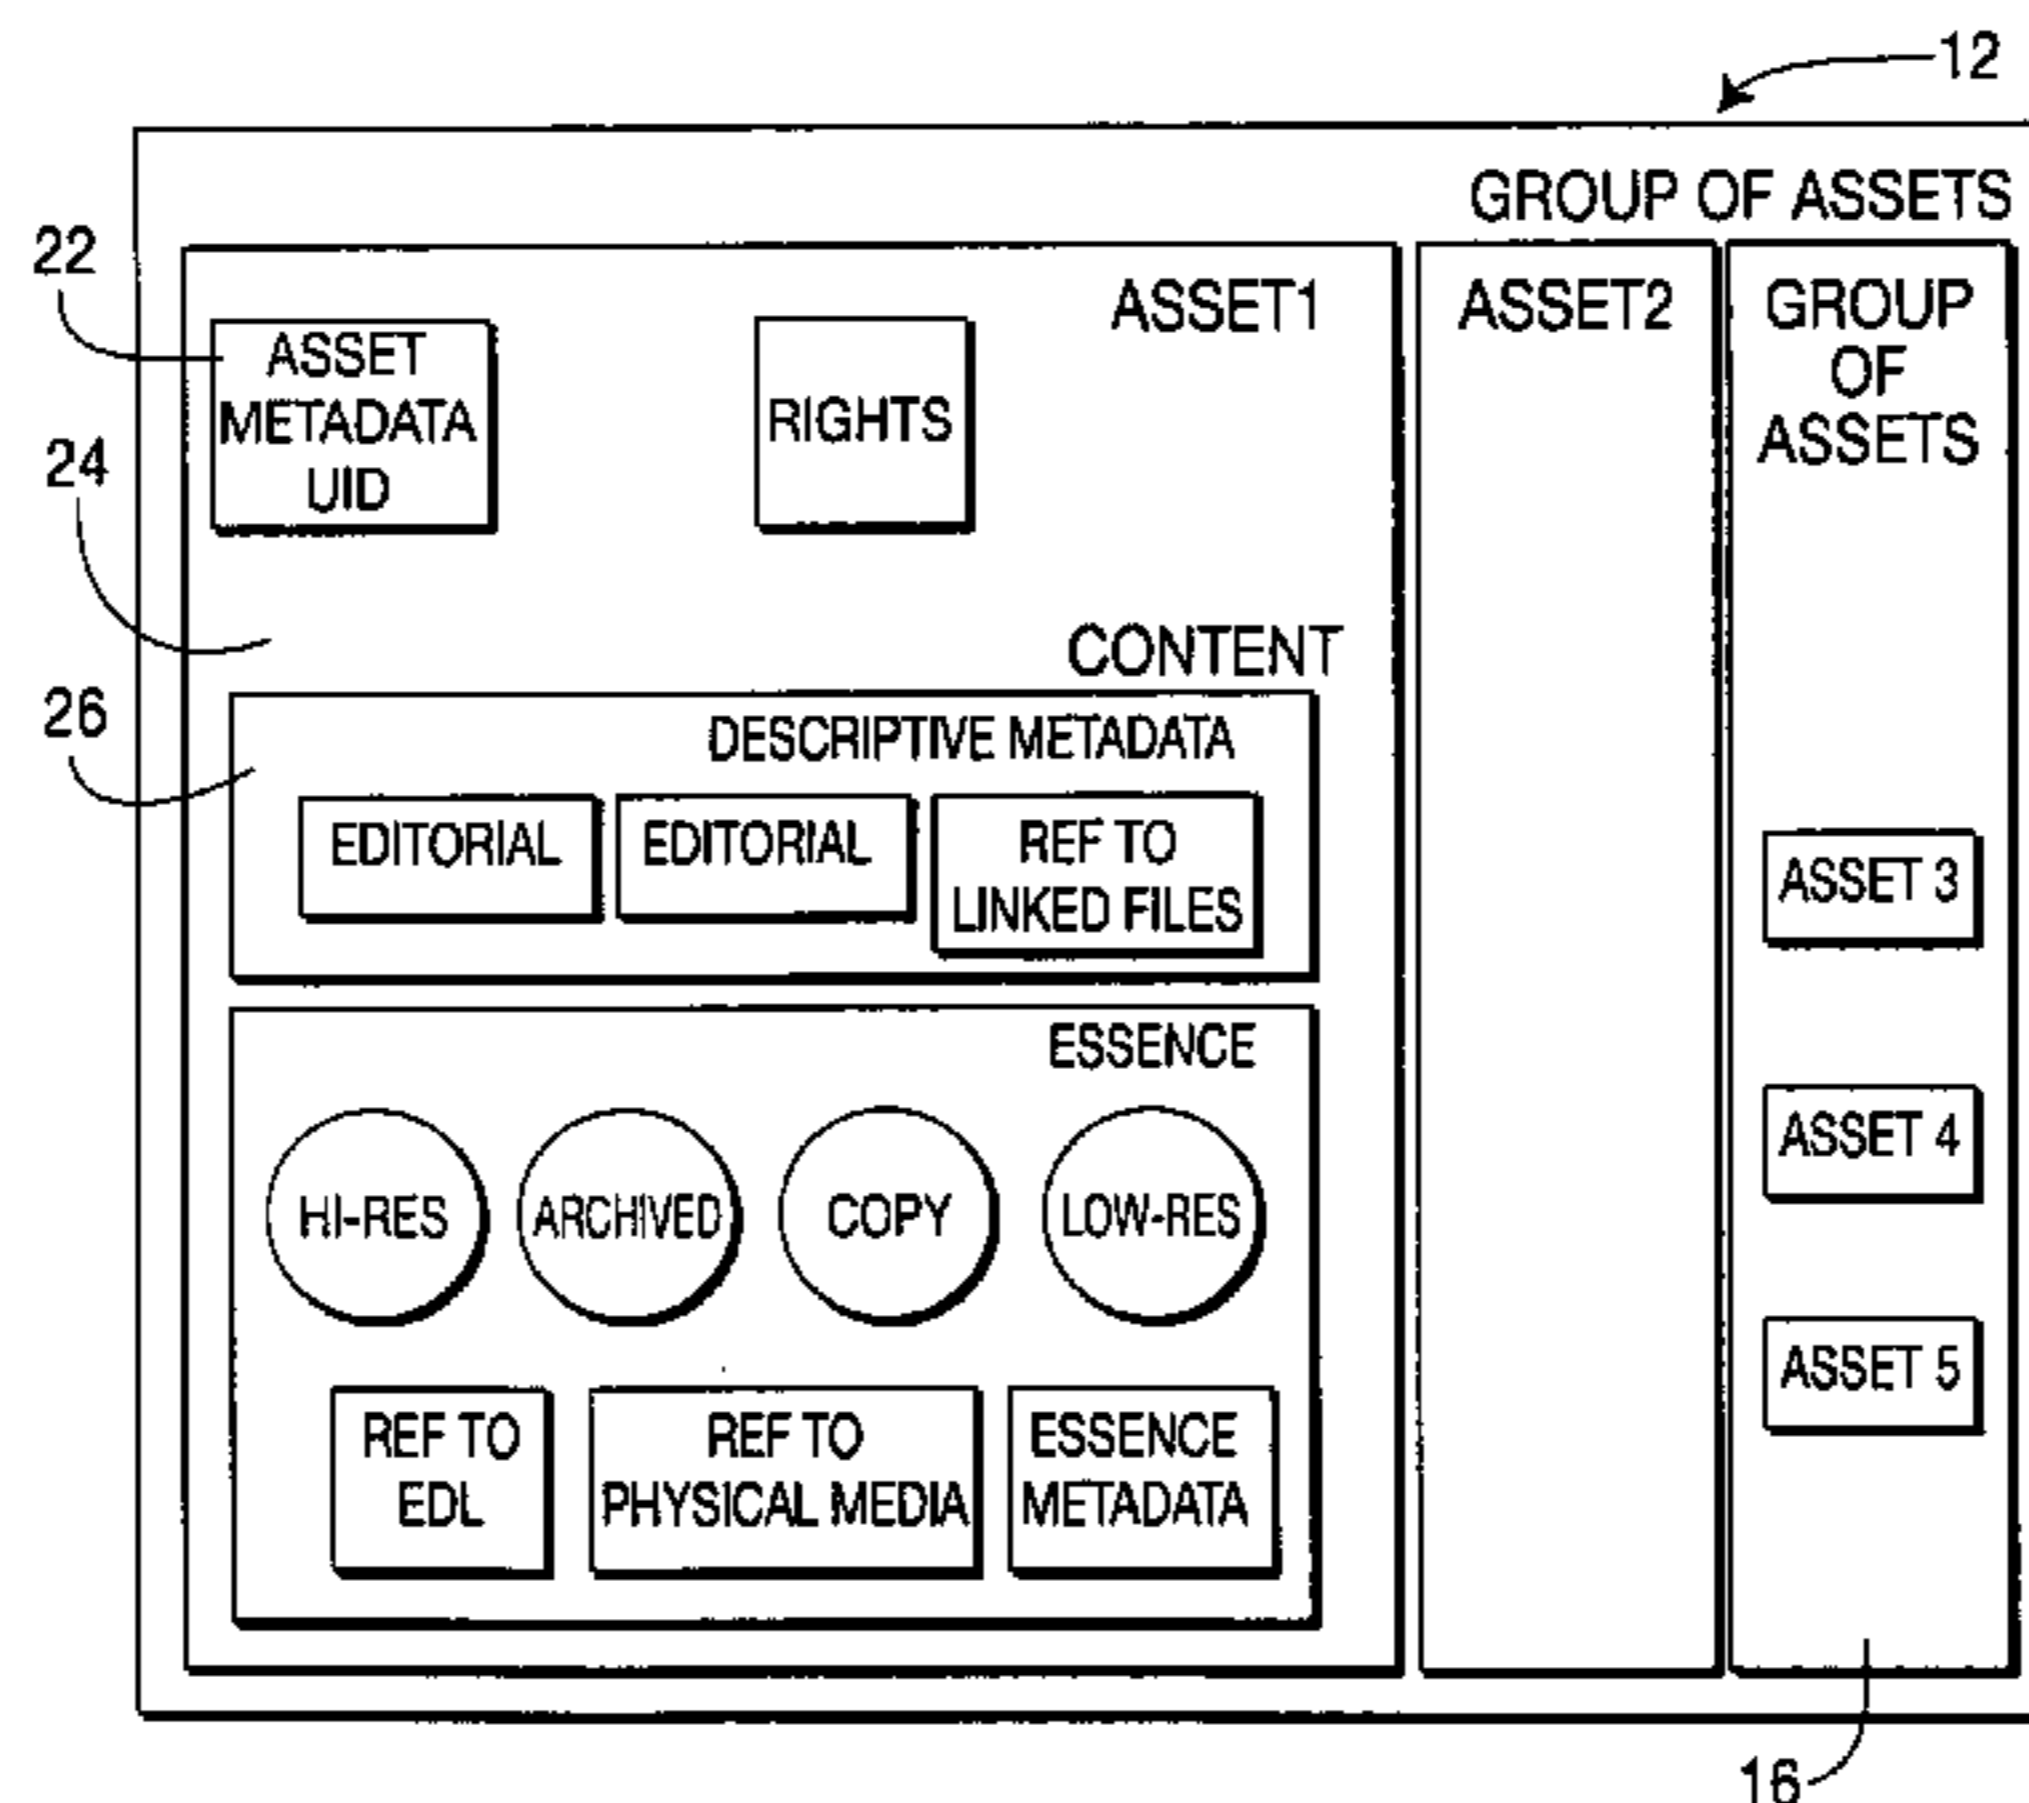 12
GROUP OF ASSETS
22
ASSET1
ASSET2
GROUP
OF
ASSETS
ASSET
METADATA
UID
RIGHTS
24
CONTENT
26
DESCRIPTIVE METADATA
EDITORIAL
EDITORIAL
REF TO
LINKED FILES
ASSET 3
ESSENCE
ASSET 4
HI-RES
ARCHIVED
COPY
LOW-RES
ASSET 5
REF TO
EDL
REF TO
PHYSICAL MEDIA
ESSENCE
METADATA
16